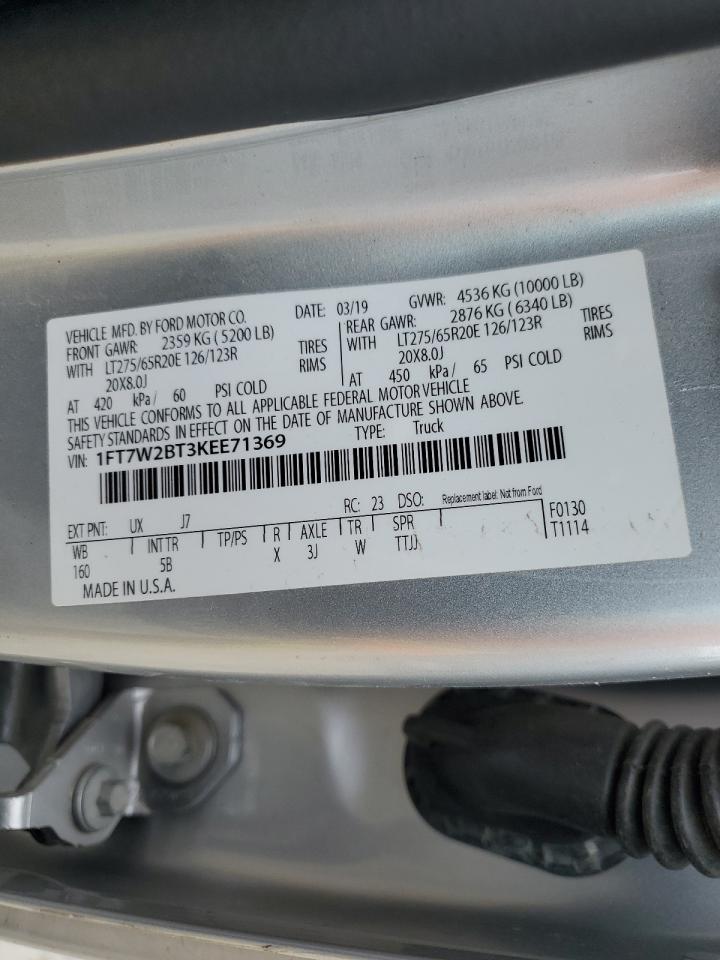 VEHICLE MFD. BY FORD MOTOR CO. DATE: 03/19 GVWR: 4536 KG (10000 LB)
FRONT GAWR: 2359 KG ( 5200 LB) REAR GAWR: 2876 KG ( 6340 LB)
WITH LT275/65R20E 126/123R TIRES WITH LT275/65R20E 126/123R TIRES
20X8.0J RIMS 20X8.0J RIMS
AT 420 kPa/ 60 PSI COLD AT 450 kPa/ 65 PSI COLD
THIS VEHICLE CONFORMS TO ALL APPLICABLE FEDERAL MOTOR VEHICLE
SAFETY STANDARDS IN EFFECT ON THE DATE OF MANUFACTURE SHOWN ABOVE.
VIN: 1FT7W2BT3KEE71369 TYPE: Truck
EXT PNT: UX J7 RC: 23 DSO: Replacement label: Not from Ford
WB INT TR TP/PS R AXLE TR SPR F0130
160 5B X 3J W TTJJ T1114
MADE IN U.S.A.